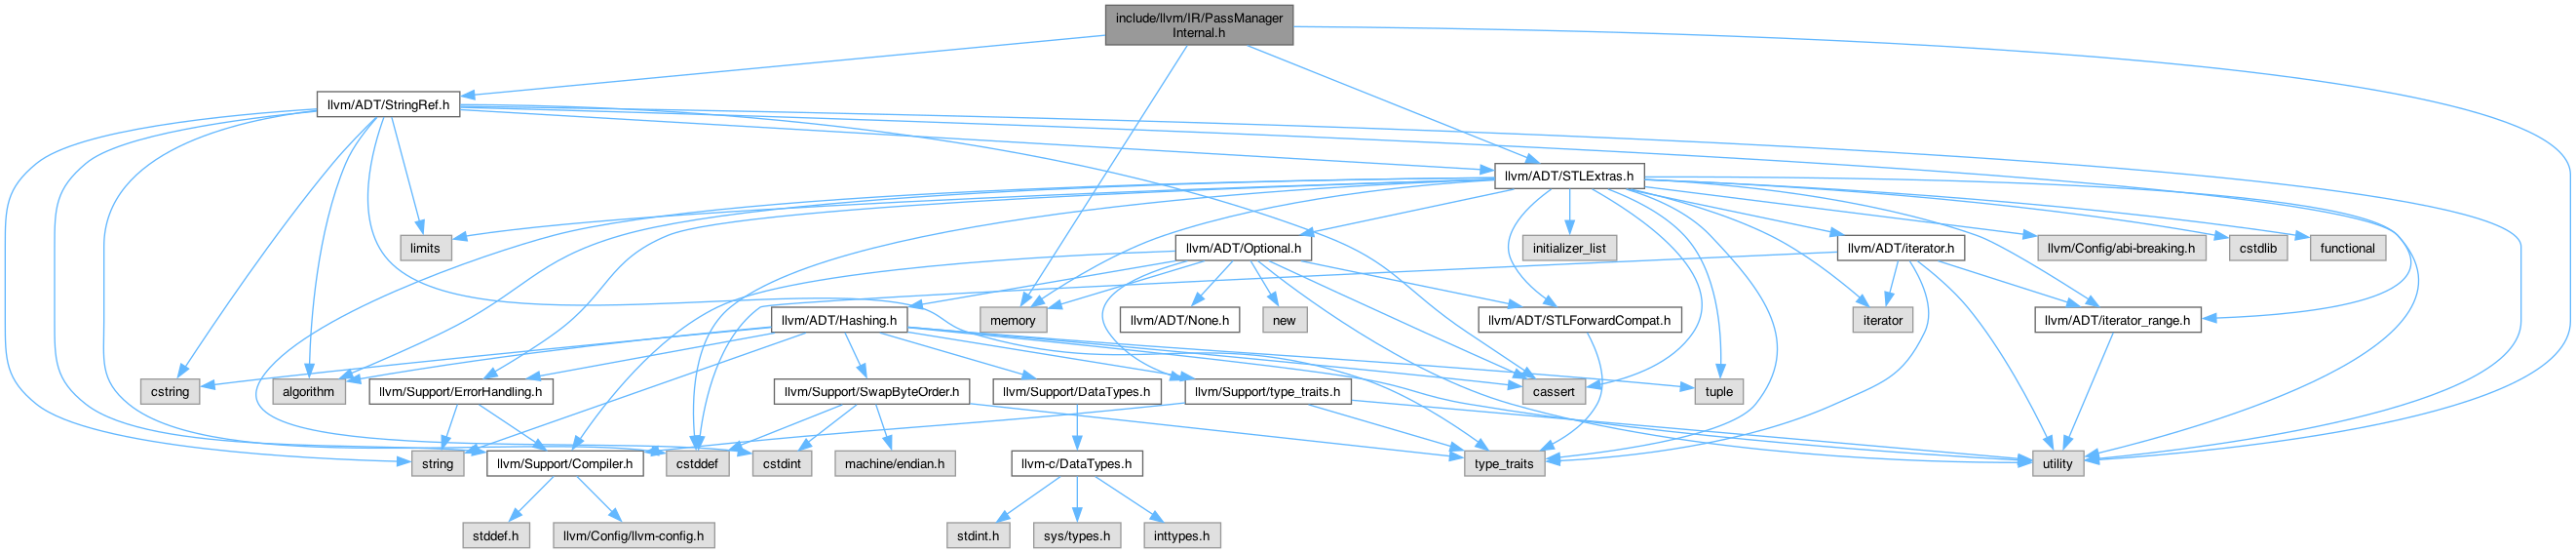 include/llvm/IR/PassManager
Internal.h
llvm/ADT/StringRef.h
llvm/ADT/STLExtras.h
limits
llvm/ADT/Optional.h
initializer_list
llvm/ADT/iterator.h
llvm/Config/abi-breaking.h
cstdlib
functional
llvm/ADT/Hashing.h
memory
llvm/ADT/None.h
new
llvm/ADT/STLForwardCompat.h
iterator
llvm/ADT/iterator_range.h
cstring
algorithm
llvm/Support/ErrorHandling.h
llvm/Support/SwapByteOrder.h
llvm/Support/DataTypes.h
llvm/Support/type_traits.h
cassert
tuple
string
llvm/Support/Compiler.h
cstddef
cstdint
machine/endian.h
llvm-c/DataTypes.h
type_traits
utility
stddef.h
llvm/Config/llvm-config.h
stdint.h
sys/types.h
inttypes.h